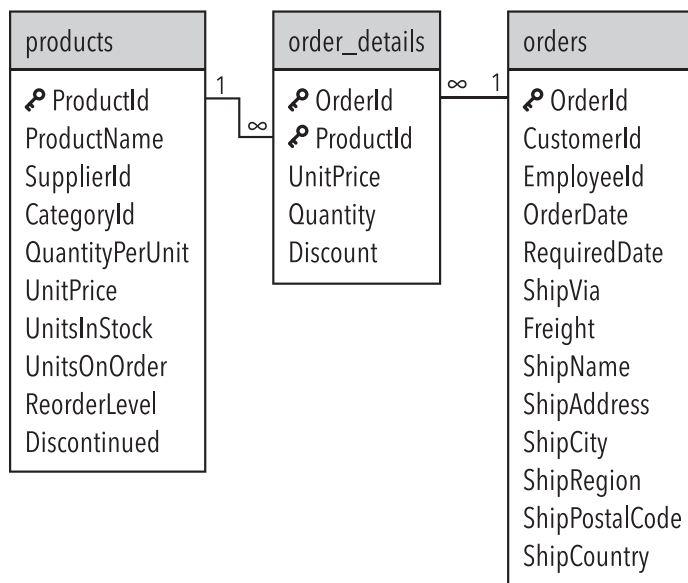 products
ProductId
ProductName
SupplierId
CategoryId
QuantityPerUnit
UnitPrice
UnitsInStock
UnitsOnOrder
ReorderLevel
Discontinued
1
∞
order_details
OrderId
ProductId
UnitPrice
Quantity
Discount
∞
1
orders
OrderId
CustomerId
EmployeeId
OrderDate
RequiredDate
ShipVia
Freight
ShipName
ShipAddress
ShipCity
ShipRegion
ShipPostalCode
ShipCountry